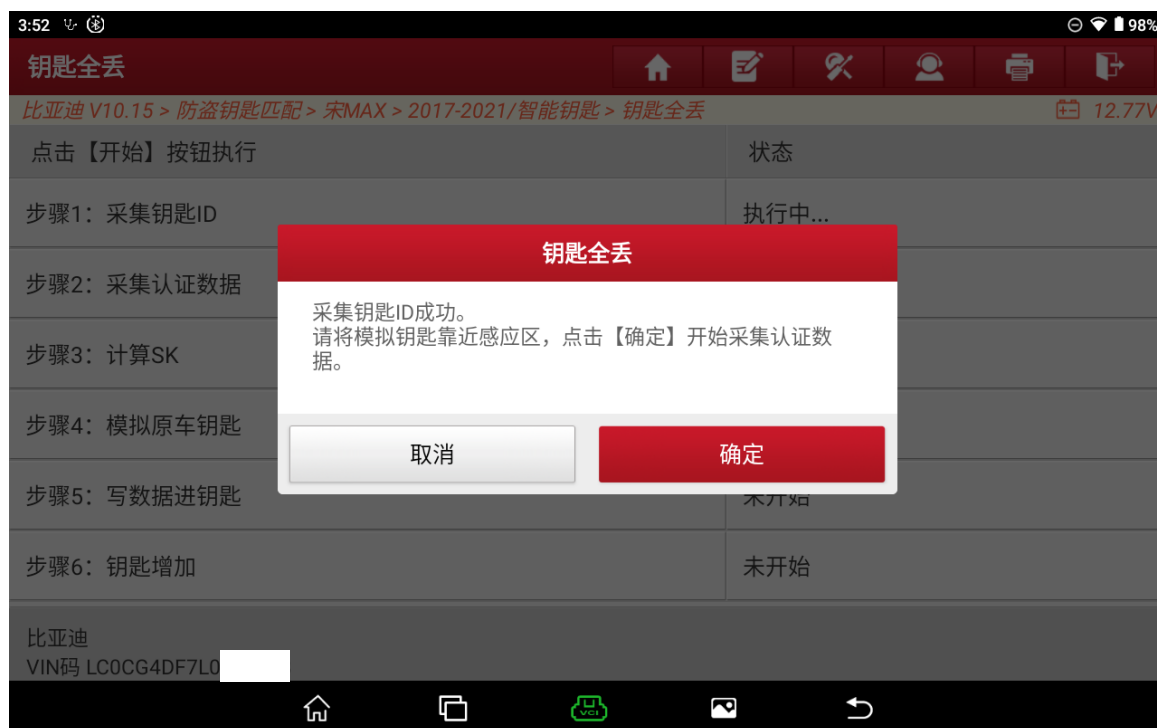 3:52
98%
钥匙全丢
比亚迪 V10.15 > 防盗钥匙匹配 > 宋MAX > 2017-2021/智能钥匙 > 钥匙全丢
12.77V
点击【开始】按钮执行
状态
步骤1：采集钥匙ID
执行中...
步骤2：采集认证数据
步骤3：计算SK
步骤4：模拟原车钥匙
步骤5：写数据进钥匙
未开始
步骤6：钥匙增加
未开始
钥匙全丢
采集钥匙ID成功。
请将模拟钥匙靠近感应区，点击【确定】开始采集认证数
据。
取消
确定
比亚迪
VIN码 LC0CG4DF7L0
VCI